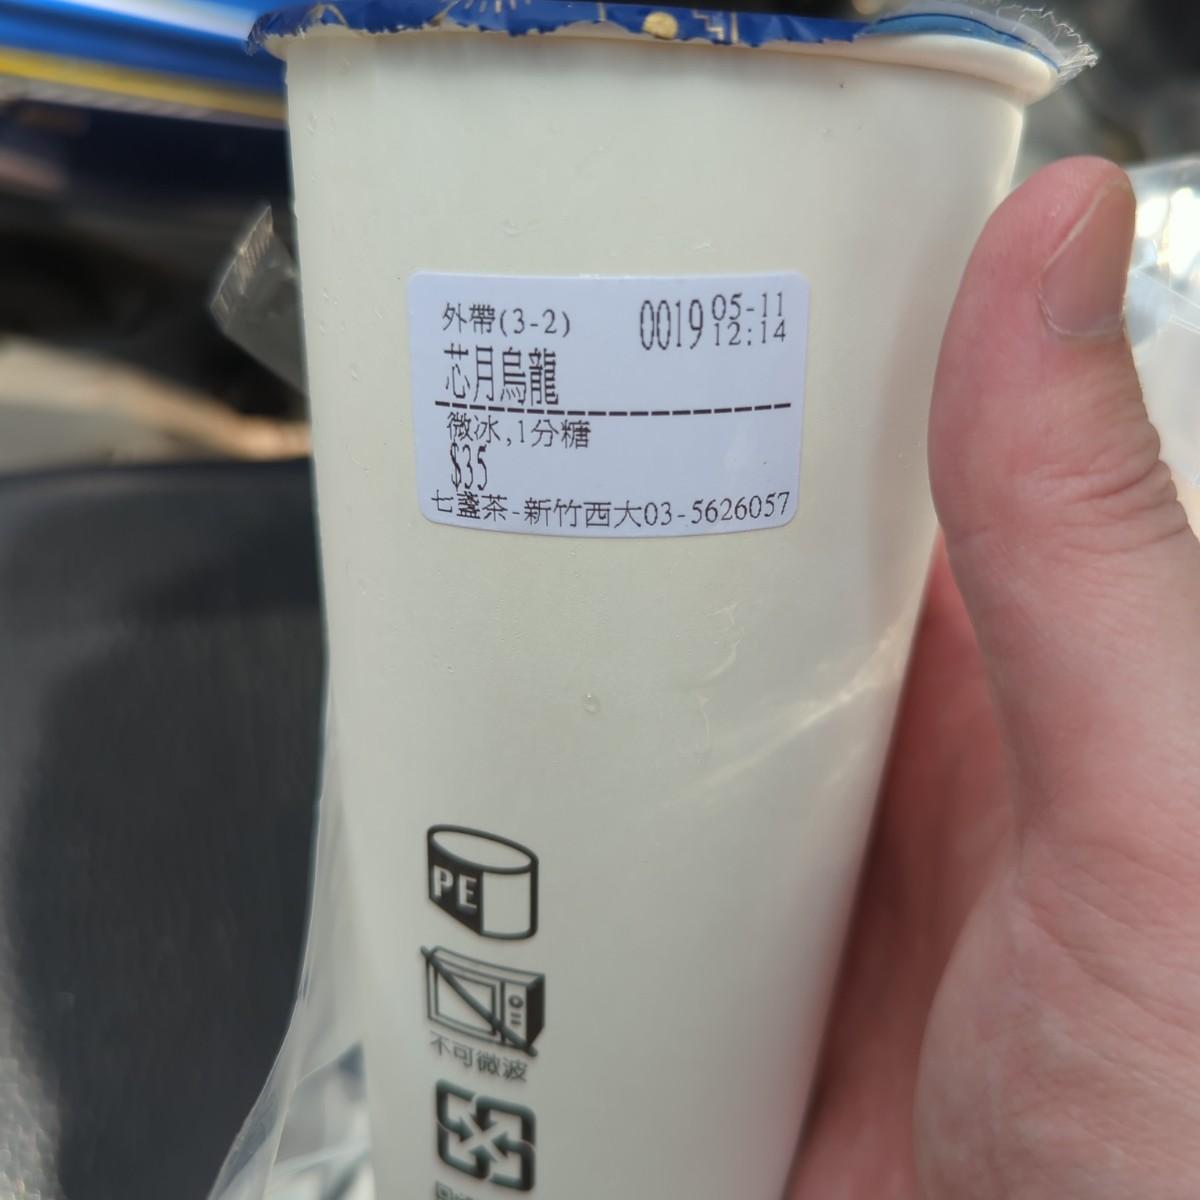 外帶(3-2) 0019 05-11 12:14
芯月烏龍
微冰,1分糖
$35
七盞茶-新竹西大03-5626057
PE
不可微波